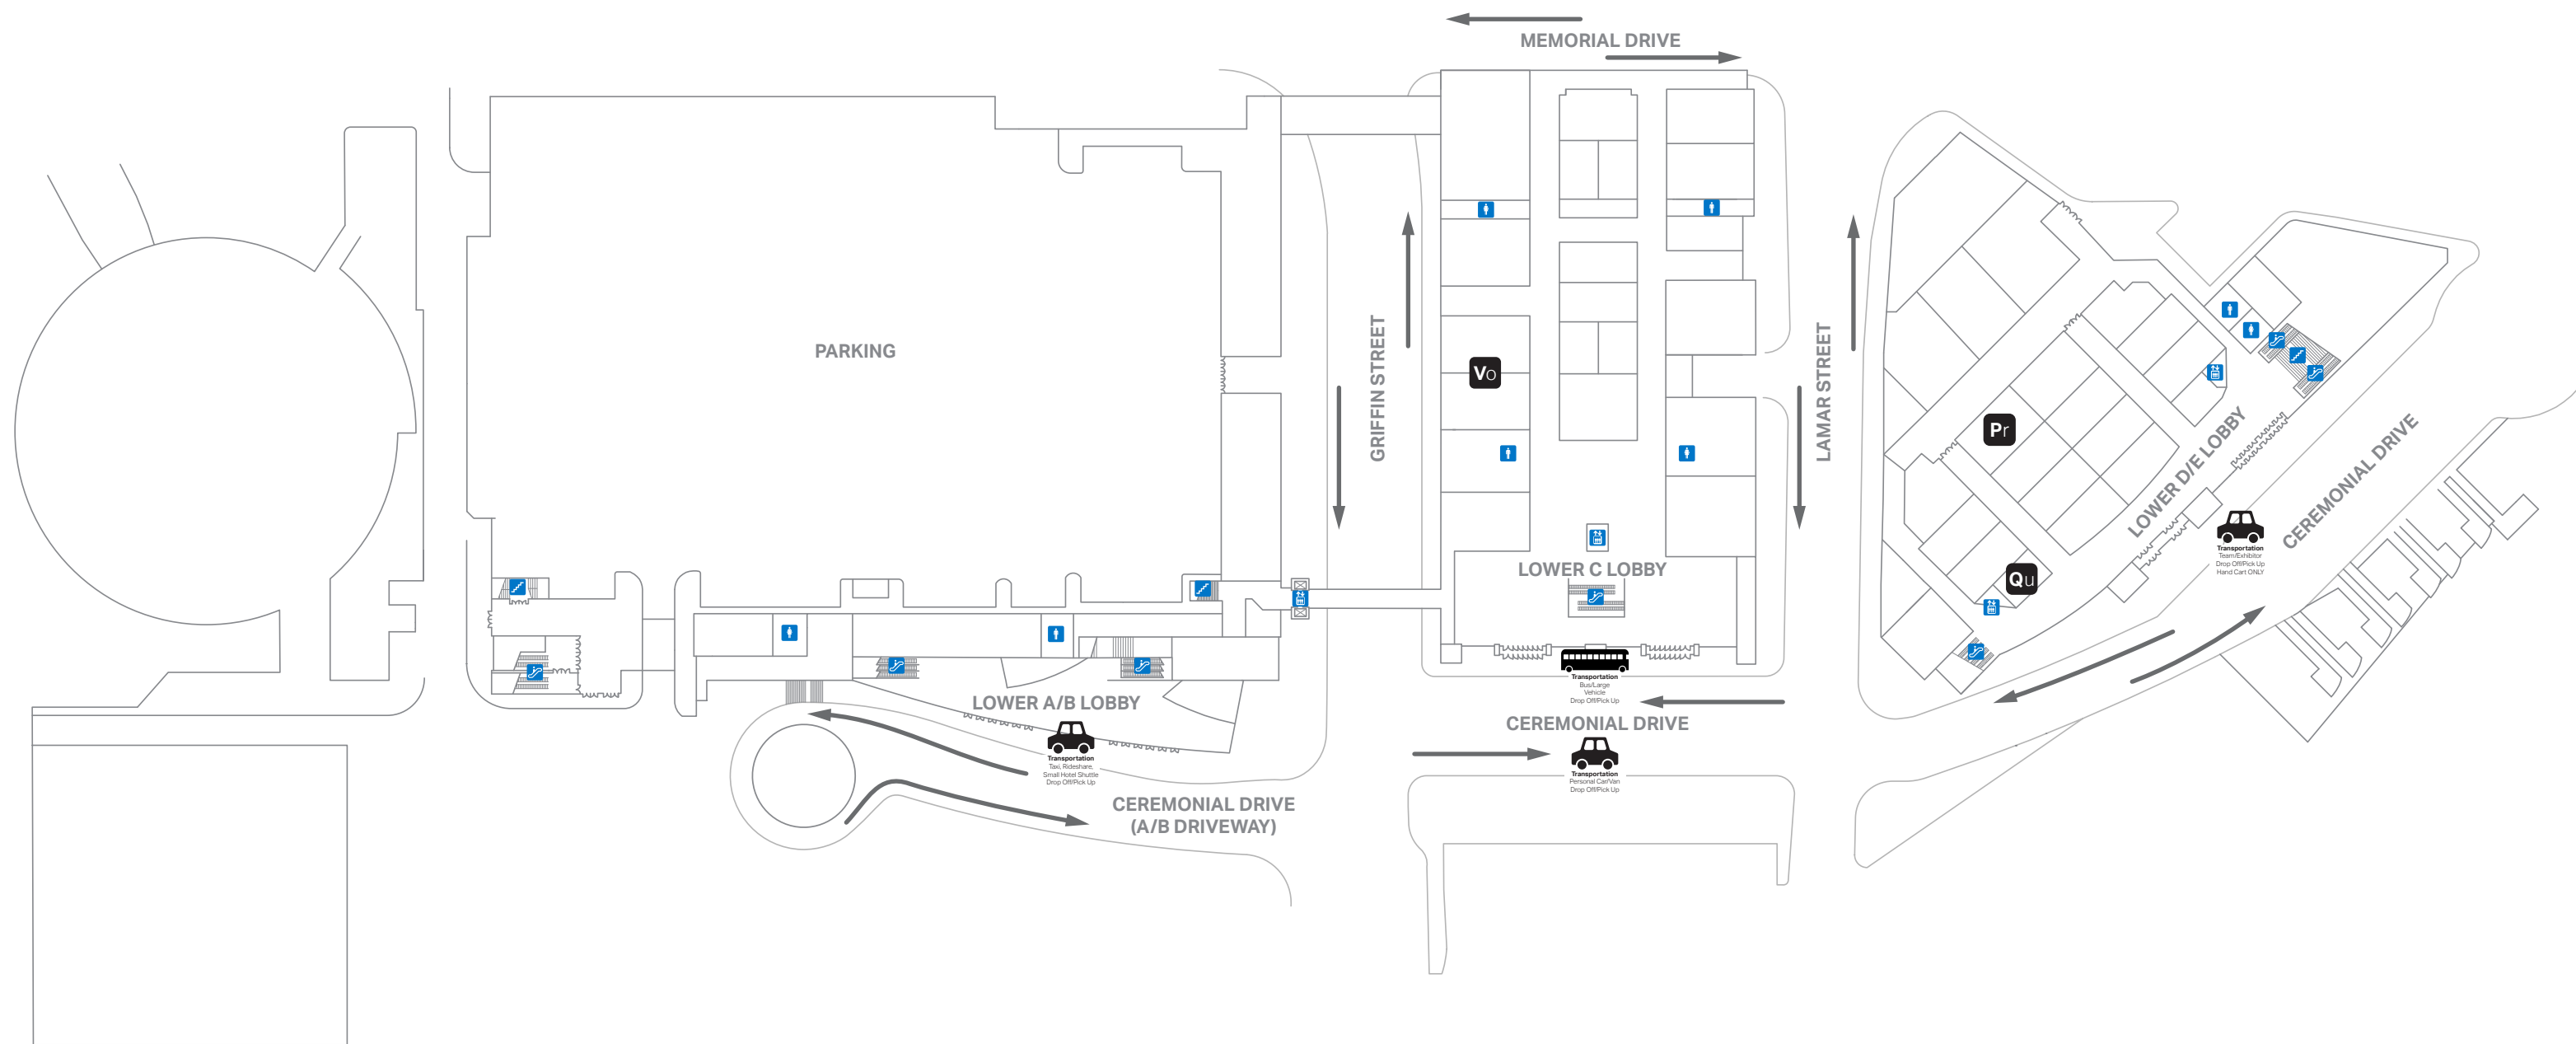 MEMORIAL DRIVE
PARKING
GRIFFIN STREET
LAMAR STREET
Vo
Pr
Qu
LOWER D/E LOBBY
CEREMONIAL DRIVE
Transportation
Team/Exhibitor
Drop Off/Pick Up
Hand Cart ONLY
LOWER C LOBBY
Transportation
Bus/Large
Vehicle
Drop Off/Pick Up
CEREMONIAL DRIVE
Transportation
Personal Car/Van
Drop Off/Pick Up
LOWER A/B LOBBY
Transportation
Taxi, Rideshare,
Small Hotel Shuttle
Drop Off/Pick Up
CEREMONIAL DRIVE
(A/B DRIVEWAY)